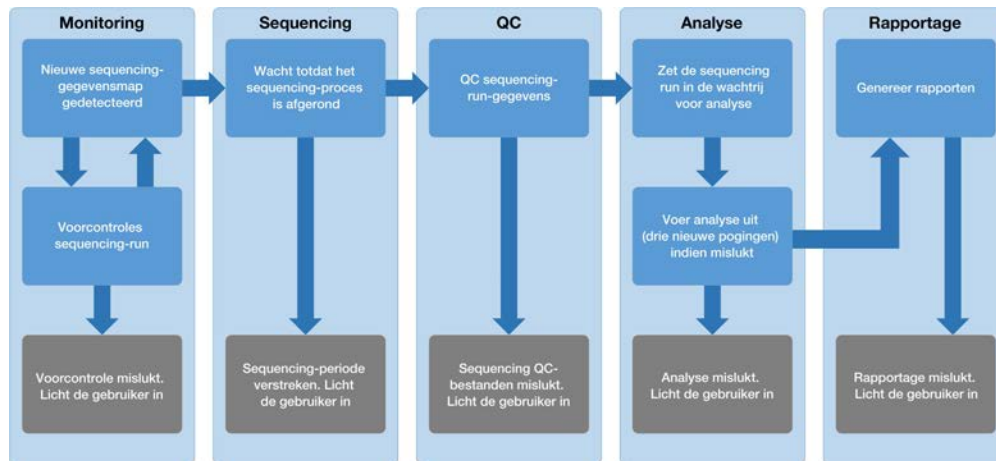 Monitoring
Nieuwe sequencing-
gegevensmap
gedetecteerd
Voorcontroles
sequencing-run
Voorcontrole mislukt.
Licht de gebruiker in
Sequencing
Wacht totdat het
sequencing-proces
is afgerond
Sequencing-periode
verstreken. Licht
de gebruiker in
QC
QC sequencing-
run-gegevens
Sequencing QC-
bestanden mislukt.
Licht de gebruiker in
Analyse
Zet de sequencing
run in de wachtrij
voor analyse
Voer analyse uit
(drie nieuwe pogingen)
indien mislukt
Analyse mislukt.
Licht de gebruiker in
Rapportage
Genereer rapporten
Rapportage mislukt.
Licht de gebruiker in